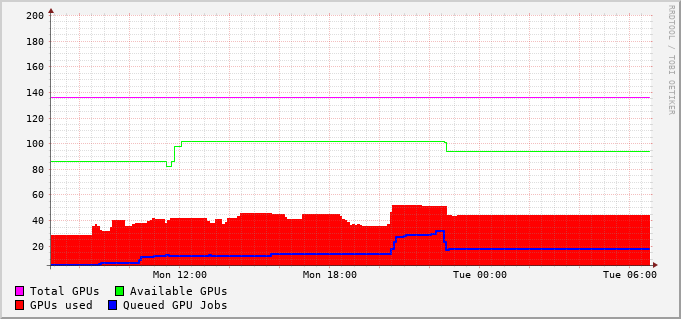 200
180
160
140
120
100
80
60
40
20
Mon 12:00 Mon 18:00 Tue 00:00 Tue 06:00
Total GPUs Available GPUs
GPUs used Queued GPU Jobs
RRDTOOL / TOBI OETIKER